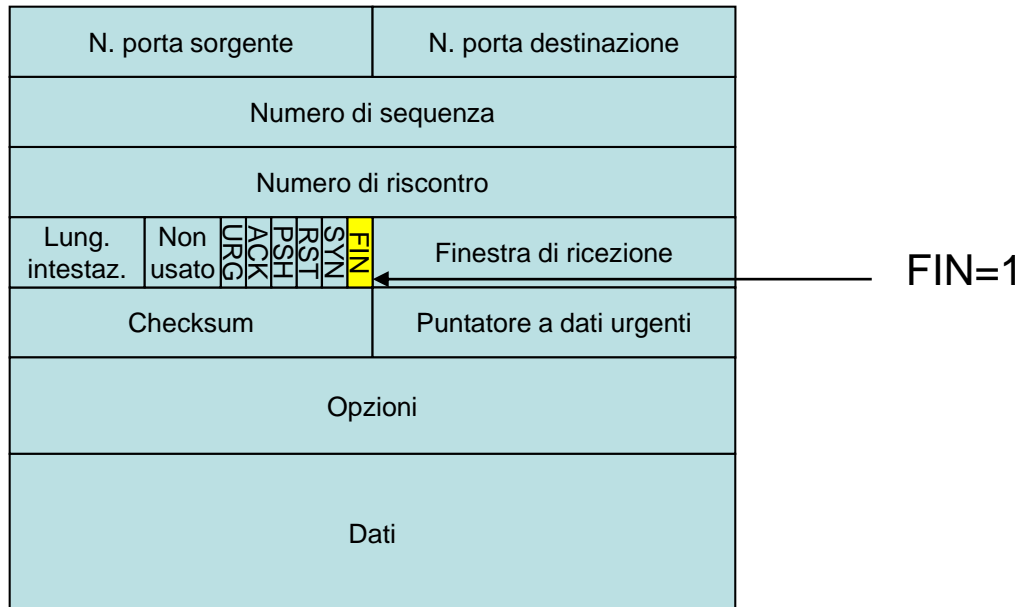 N. porta sorgente
N. porta destinazione
Numero di sequenza
Numero di riscontro
Lung.
intestaz.
Non
usato
URG
ACK
PSH
RST
SYN
FIN
Finestra di ricezione
FIN=1
Checksum
Puntatore a dati urgenti
Opzioni
Dati